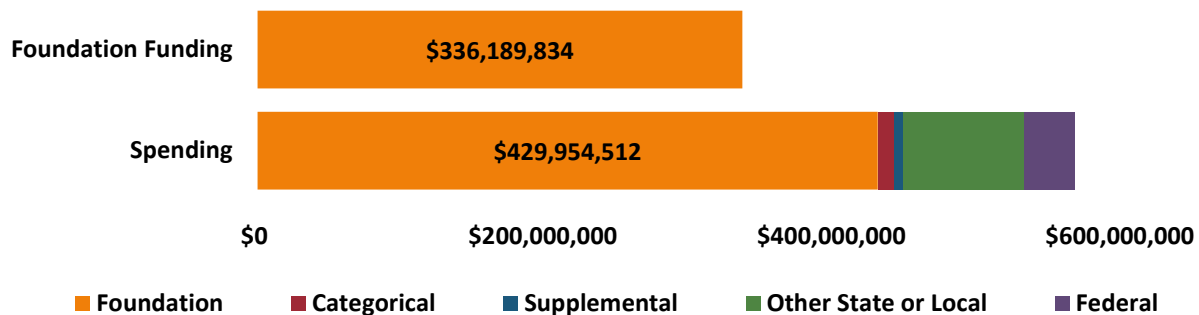 Foundation Funding
$336,189,834
Spending
$429,954,512
$0 $200,000,000 $400,000,000 $600,000,000
Foundation Categorical Supplemental Other State or Local Federal